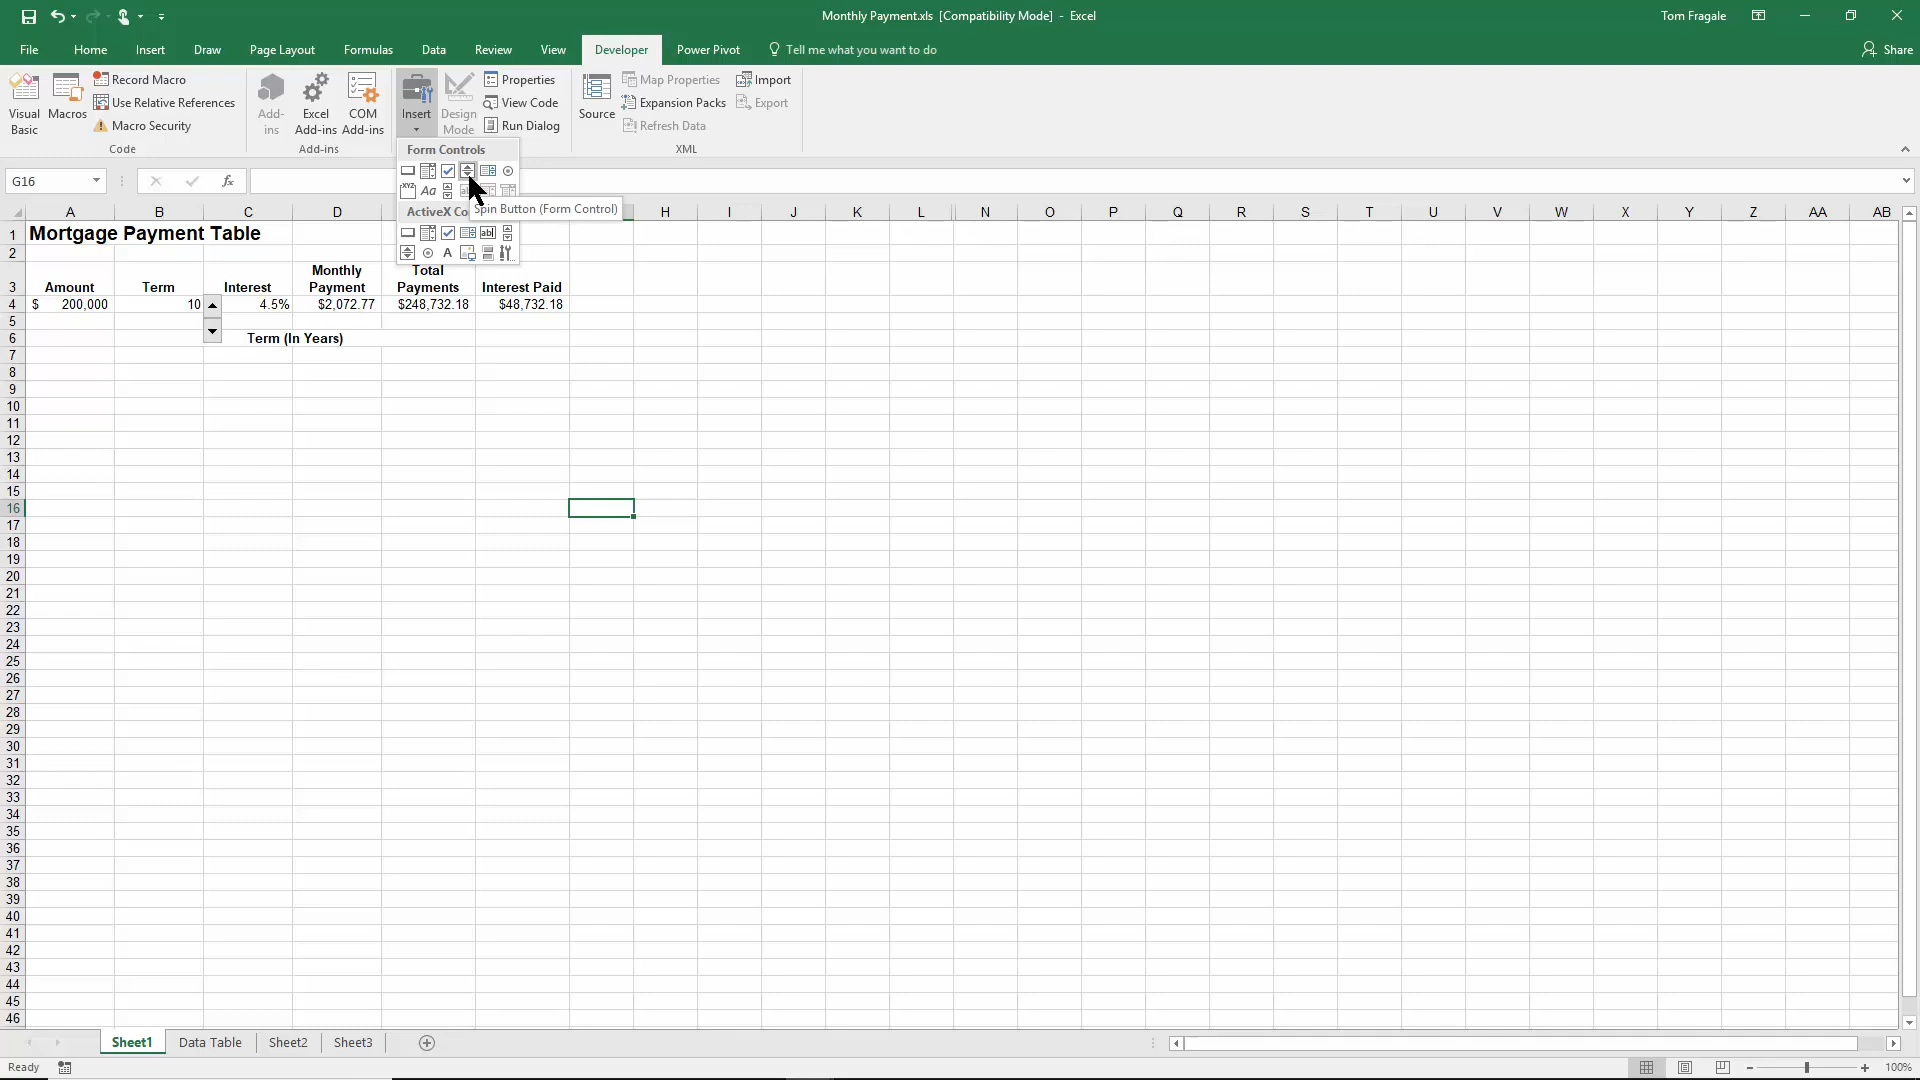 Monthly Payment.xls [Compatibility Mode] - Excel
Tom Fragale
File Home Insert Draw Page Layout Formulas Data Review View Developer Power Pivot Tell me what you want to do Share
Visual Basic
Macros
Record Macro
Use Relative References
Macro Security
Code
Add-ins
Excel Add-ins
COM Add-ins
Add-ins
Insert
Design Mode
Properties
View Code
Run Dialog
Source
Map Properties
Expansion Packs
Refresh Data
Import
Export
XML
Form Controls
XYZ Aa
Spin Button (Form Control)
ActiveX Co
abl
A
G16
fx
A B C D H I J K L N O P Q R S T U V W X Y Z AA AB
1 Mortgage Payment Table
2
3 Amount Term Interest Monthly Payment Total Payments Interest Paid
4 $ 200,000 10 4.5% $2,072.77 $248,732.18 $48,732.18
5
6 Term (In Years)
7
8
9
10
11
12
13
14
15
16
17
18
19
20
21
22
23
24
25
26
27
28
29
30
31
32
33
34
35
36
37
38
39
40
41
42
43
44
45
46
Sheet1 Data Table Sheet2 Sheet3
Ready
100%